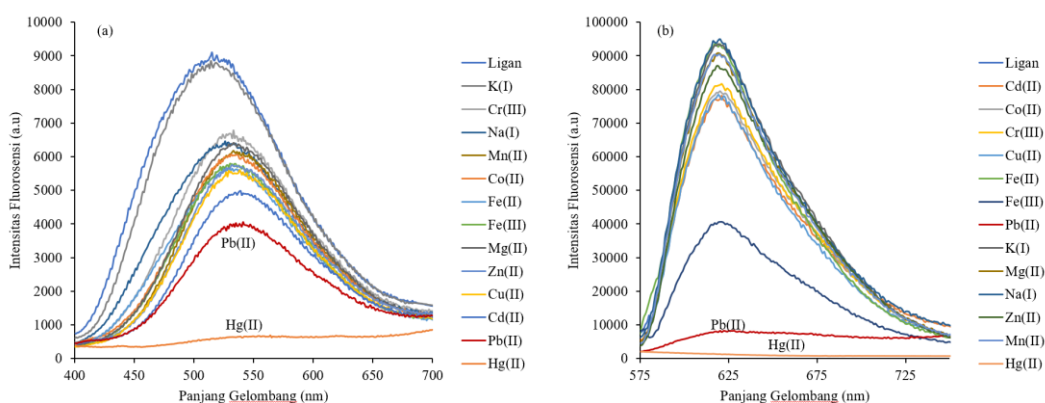 (a)
10000
9000
8000
7000
6000
5000
4000
3000
2000
1000
0
Intensitas Fluorosensi (a.u)
400
450
500
550
600
650
700
Panjang Gelombang (nm)
Pb(II)
Hg(II)
Ligan
K(I)
Cr(III)
Na(I)
Mn(II)
Co(II)
Fe(II)
Fe(III)
Mg(II)
Zn(II)
Cu(II)
Cd(II)
Pb(II)
Hg(II)
(b)
100000
90000
80000
70000
60000
50000
40000
30000
20000
10000
0
Intensitas Fluorosensi (a.u)
575
625
675
725
Panjang Gelombang (nm)
Pb(II)
Hg(II)
Ligan
Cd(II)
Co(II)
Cr(III)
Cu(II)
Fe(II)
Fe(III)
Pb(II)
K(I)
Mg(II)
Na(I)
Zn(II)
Mn(II)
Hg(II)